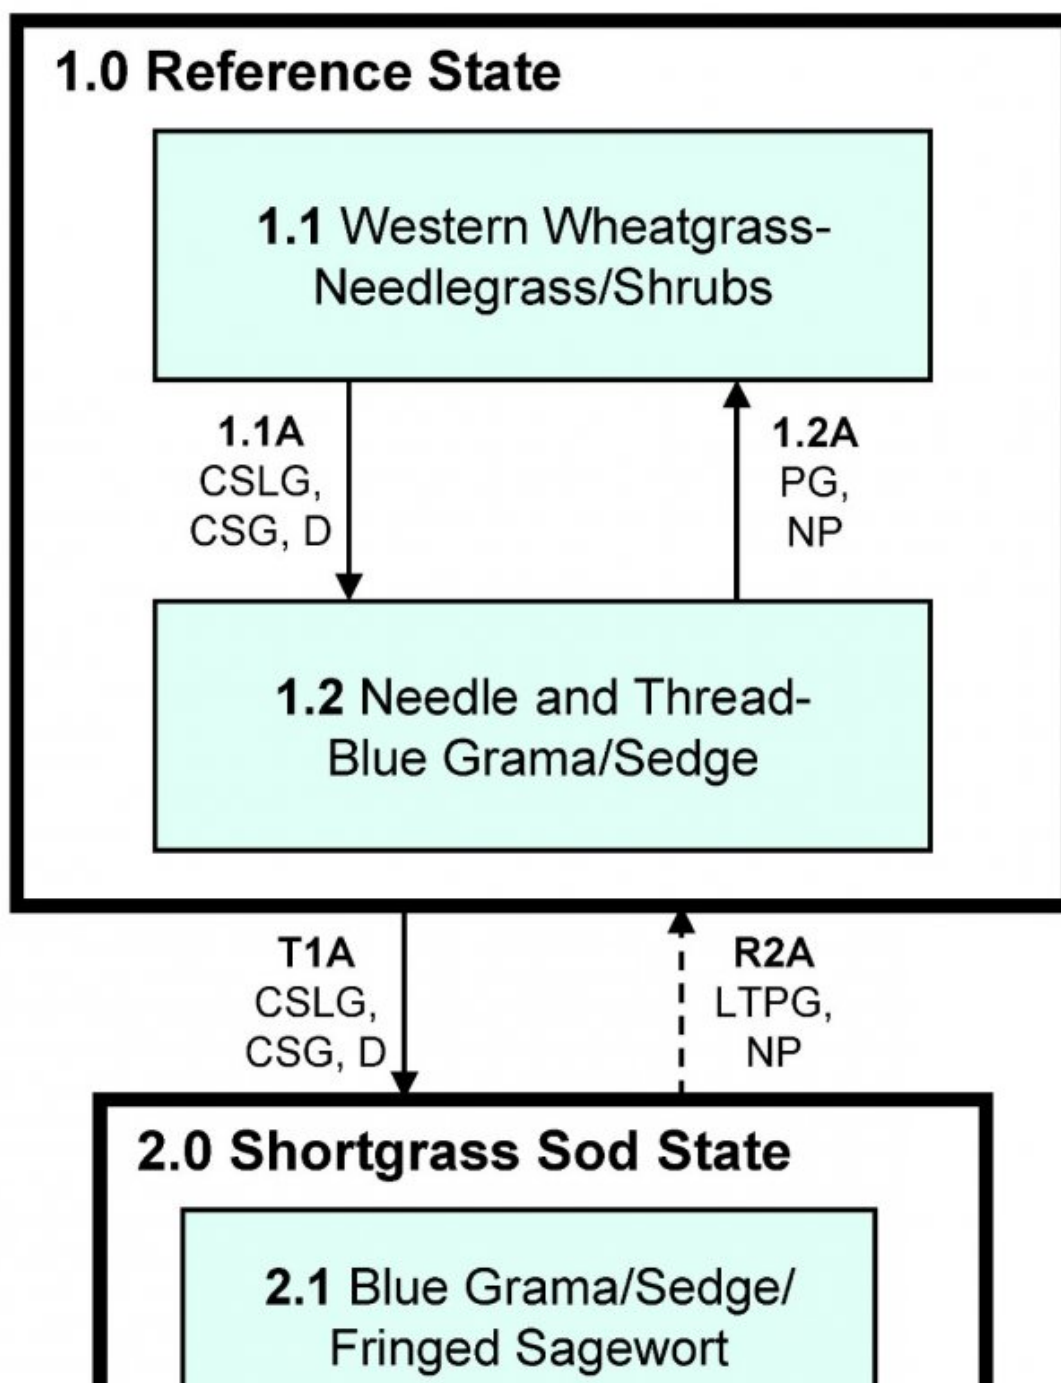 1.0 Reference State
1.1 Western Wheatgrass-
Needlegrass/Shrubs
1.1A
CSLG,
CSG, D
1.2A
PG,
NP
1.2 Needle and Thread-
Blue Grama/Sedge
T1A
CSLG,
CSG, D
R2A
LTPG,
NP
2.0 Shortgrass Sod State
2.1 Blue Grama/Sedge/
Fringed Sagewort